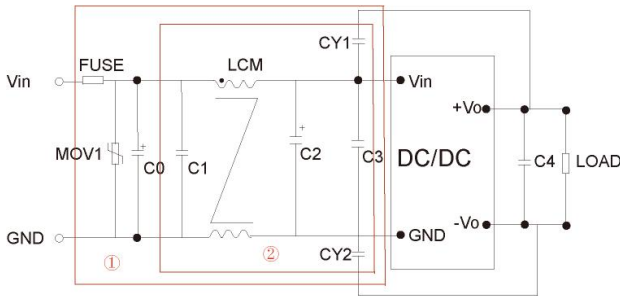 CY1
FUSE
LCM
Vin
Vin
+Vo
MOV1
C0
C1
C2
C3
DC/DC
C4
LOAD
GND
GND
-Vo
①
②
CY2